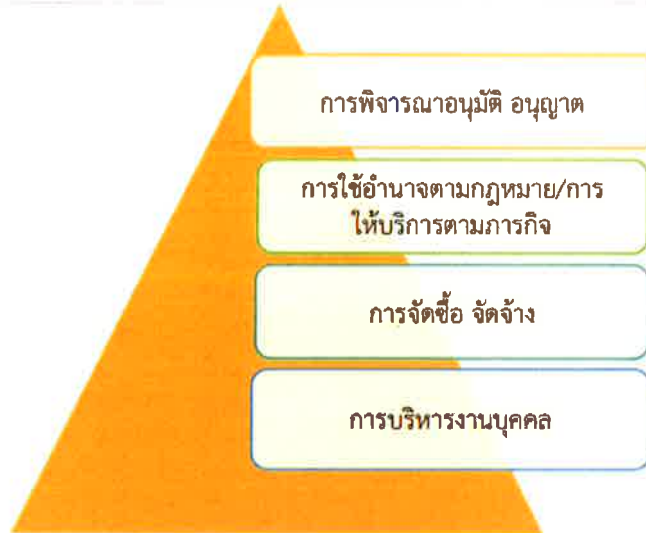 การพิจารณาอนุมัติ อนุญาต
การใช้อำนาจตามกฎหมาย/การ
ให้บริการตามภารกิจ
การจัดซื้อ จัดจ้าง
การบริหารงานบุคคล